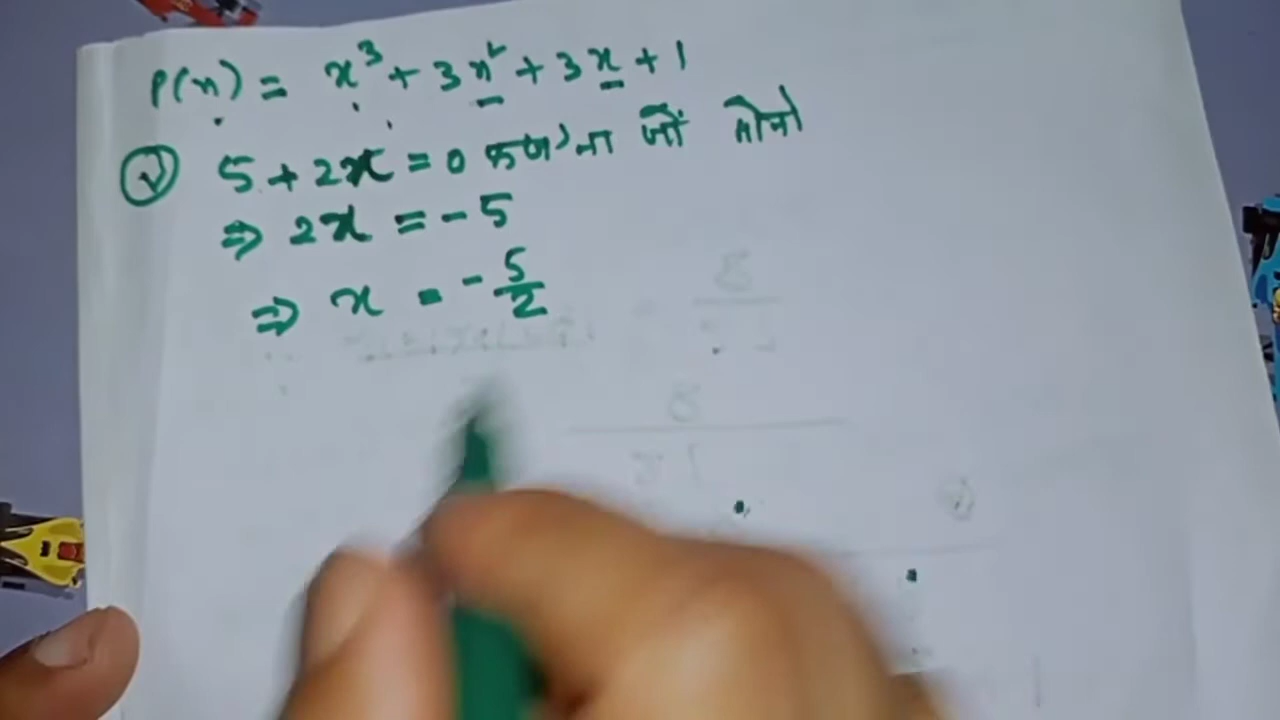 P(x) = x³ + 3x² + 3x + 1
(v) 5 + 2x = 0
⇒ 2x = -5
⇒ x = -5/2